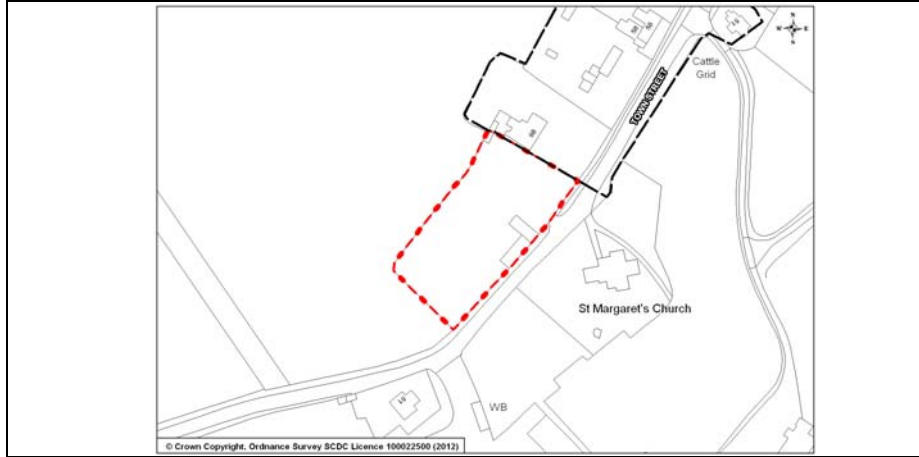 N
W E
S
Cattle
Grid
TOWN STREET
St Margaret's Church
WB
© Crown Copyright, Ordnance Survey SCDC Licence 100022500 (2012)